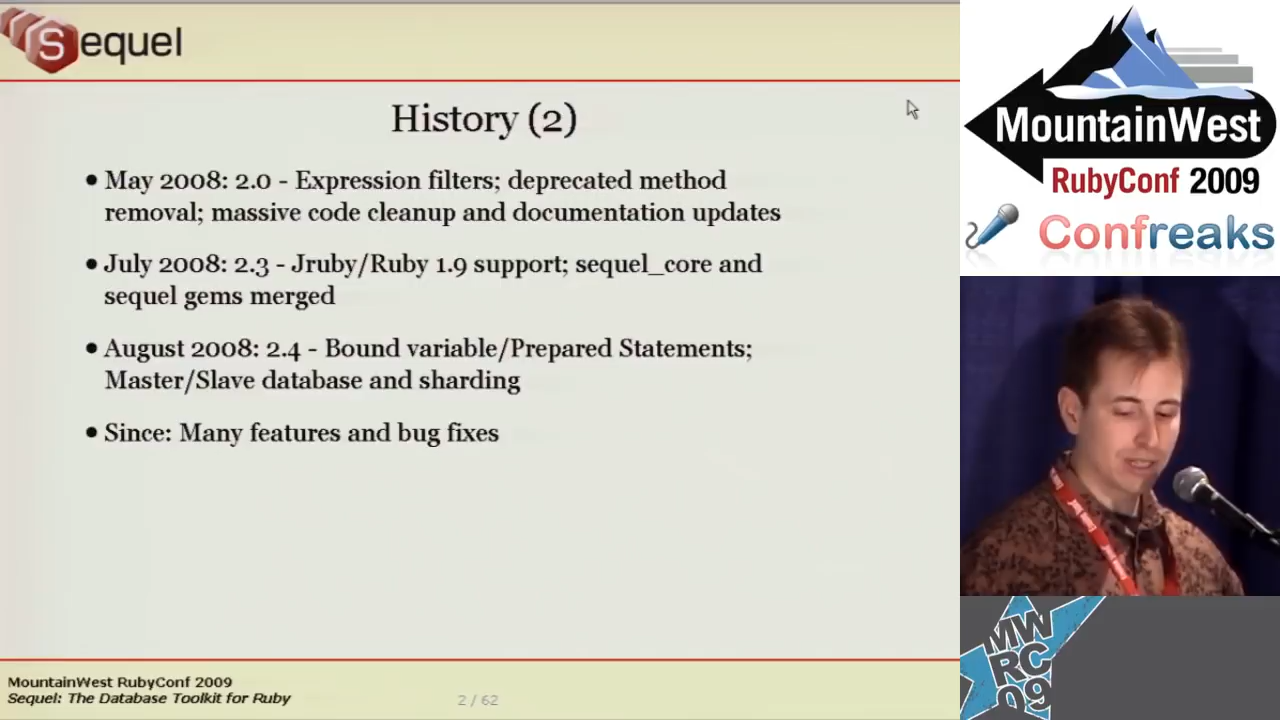 Sequel
History (2)
May 2008: 2.0 - Expression filters; deprecated method
removal; massive code cleanup and documentation updates
July 2008: 2.3 - Jruby/Ruby 1.9 support; sequel_core and
sequel gems merged
August 2008: 2.4 - Bound variable/Prepared Statements;
Master/Slave database and sharding
Since: Many features and bug fixes
MountainWest RubyConf 2009
Sequel: The Database Toolkit for Ruby
2 / 62
MountainWest
RubyConf 2009
Confreaks
MW
RC
09